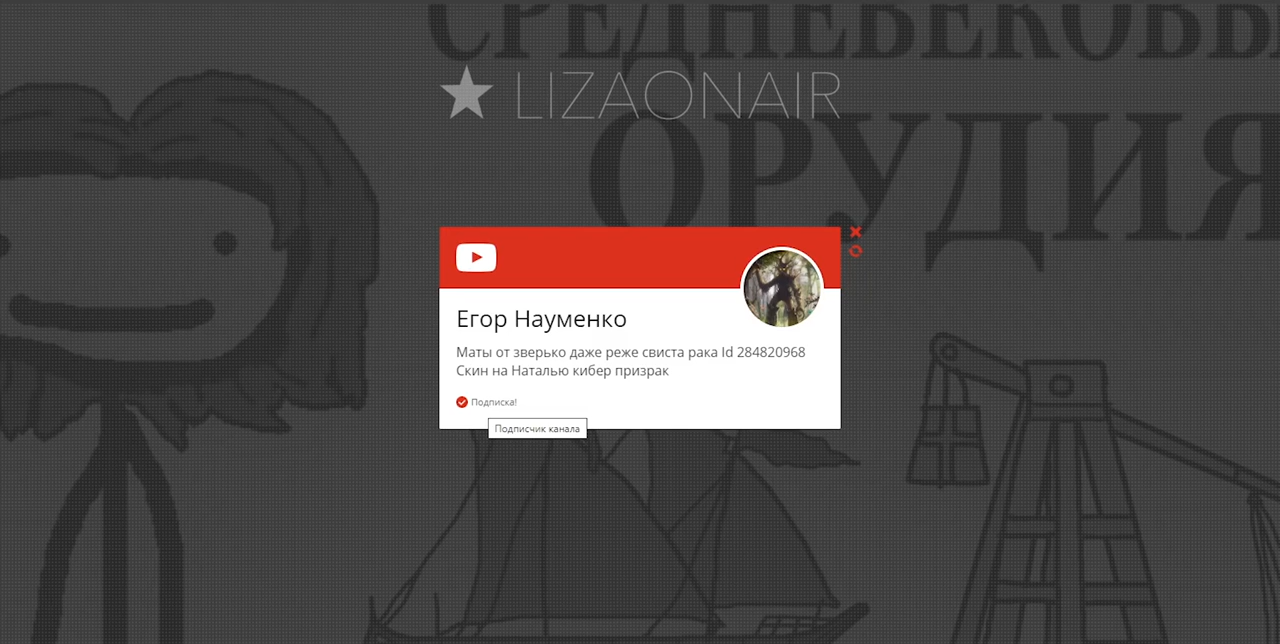 СРЕДНЕВЕКОВЫ
LIZAONAIR
ОРУДИЯ
Егор Науменко
Маты от зверько даже реже свиста рака Id 284820968
Скин на Наталью кибер призрак
Подписка!
Подписчик канала